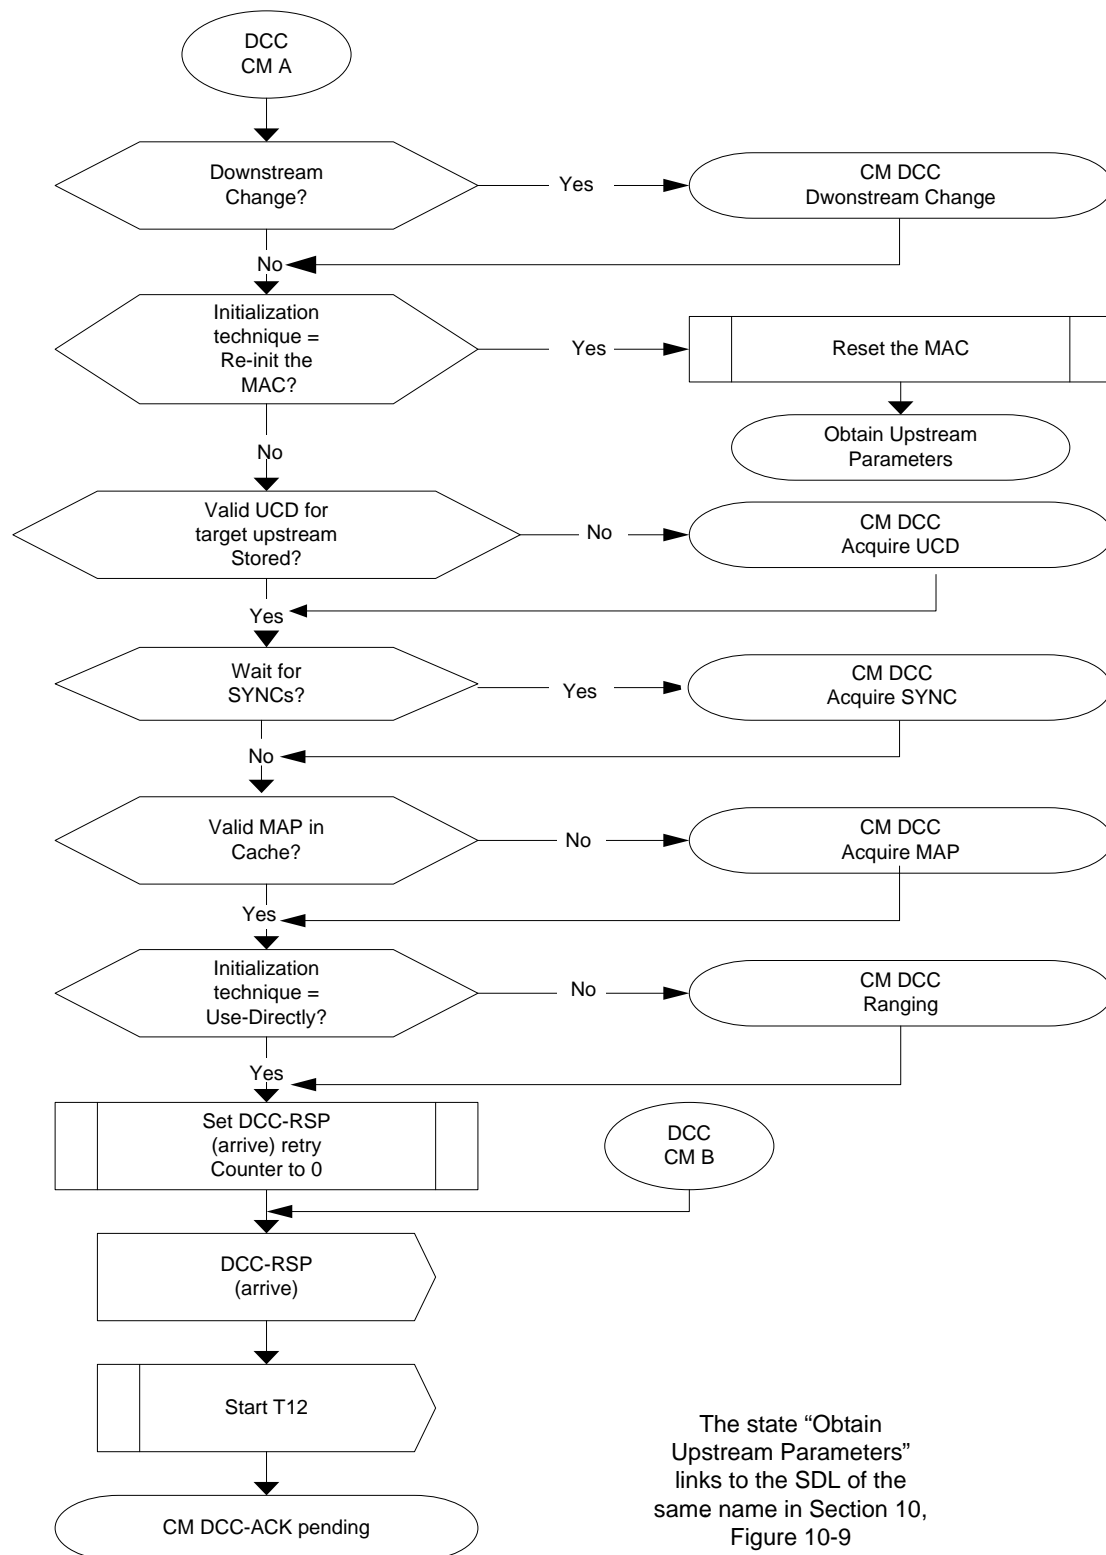 DCC
CM A
Downstream
Change?
Yes
CM DCC
Dwonstream Change
No
Initialization
technique =
Re-init the
MAC?
Yes
Reset the MAC
No
Obtain Upstream
Parameters
Valid UCD for
target upstream
Stored?
No
CM DCC
Acquire UCD
Yes
Wait for
SYNCs?
Yes
CM DCC
Acquire SYNC
No
Valid MAP in
Cache?
No
CM DCC
Acquire MAP
Yes
Initialization
technique =
Use-Directly?
No
CM DCC
Ranging
Yes
Set DCC-RSP
(arrive) retry
Counter to 0
DCC
CM B
DCC-RSP
(arrive)
Start T12
CM DCC-ACK pending
The state “Obtain
Upstream Parameters”
links to the SDL of the
same name in Section 10,
Figure 10-9